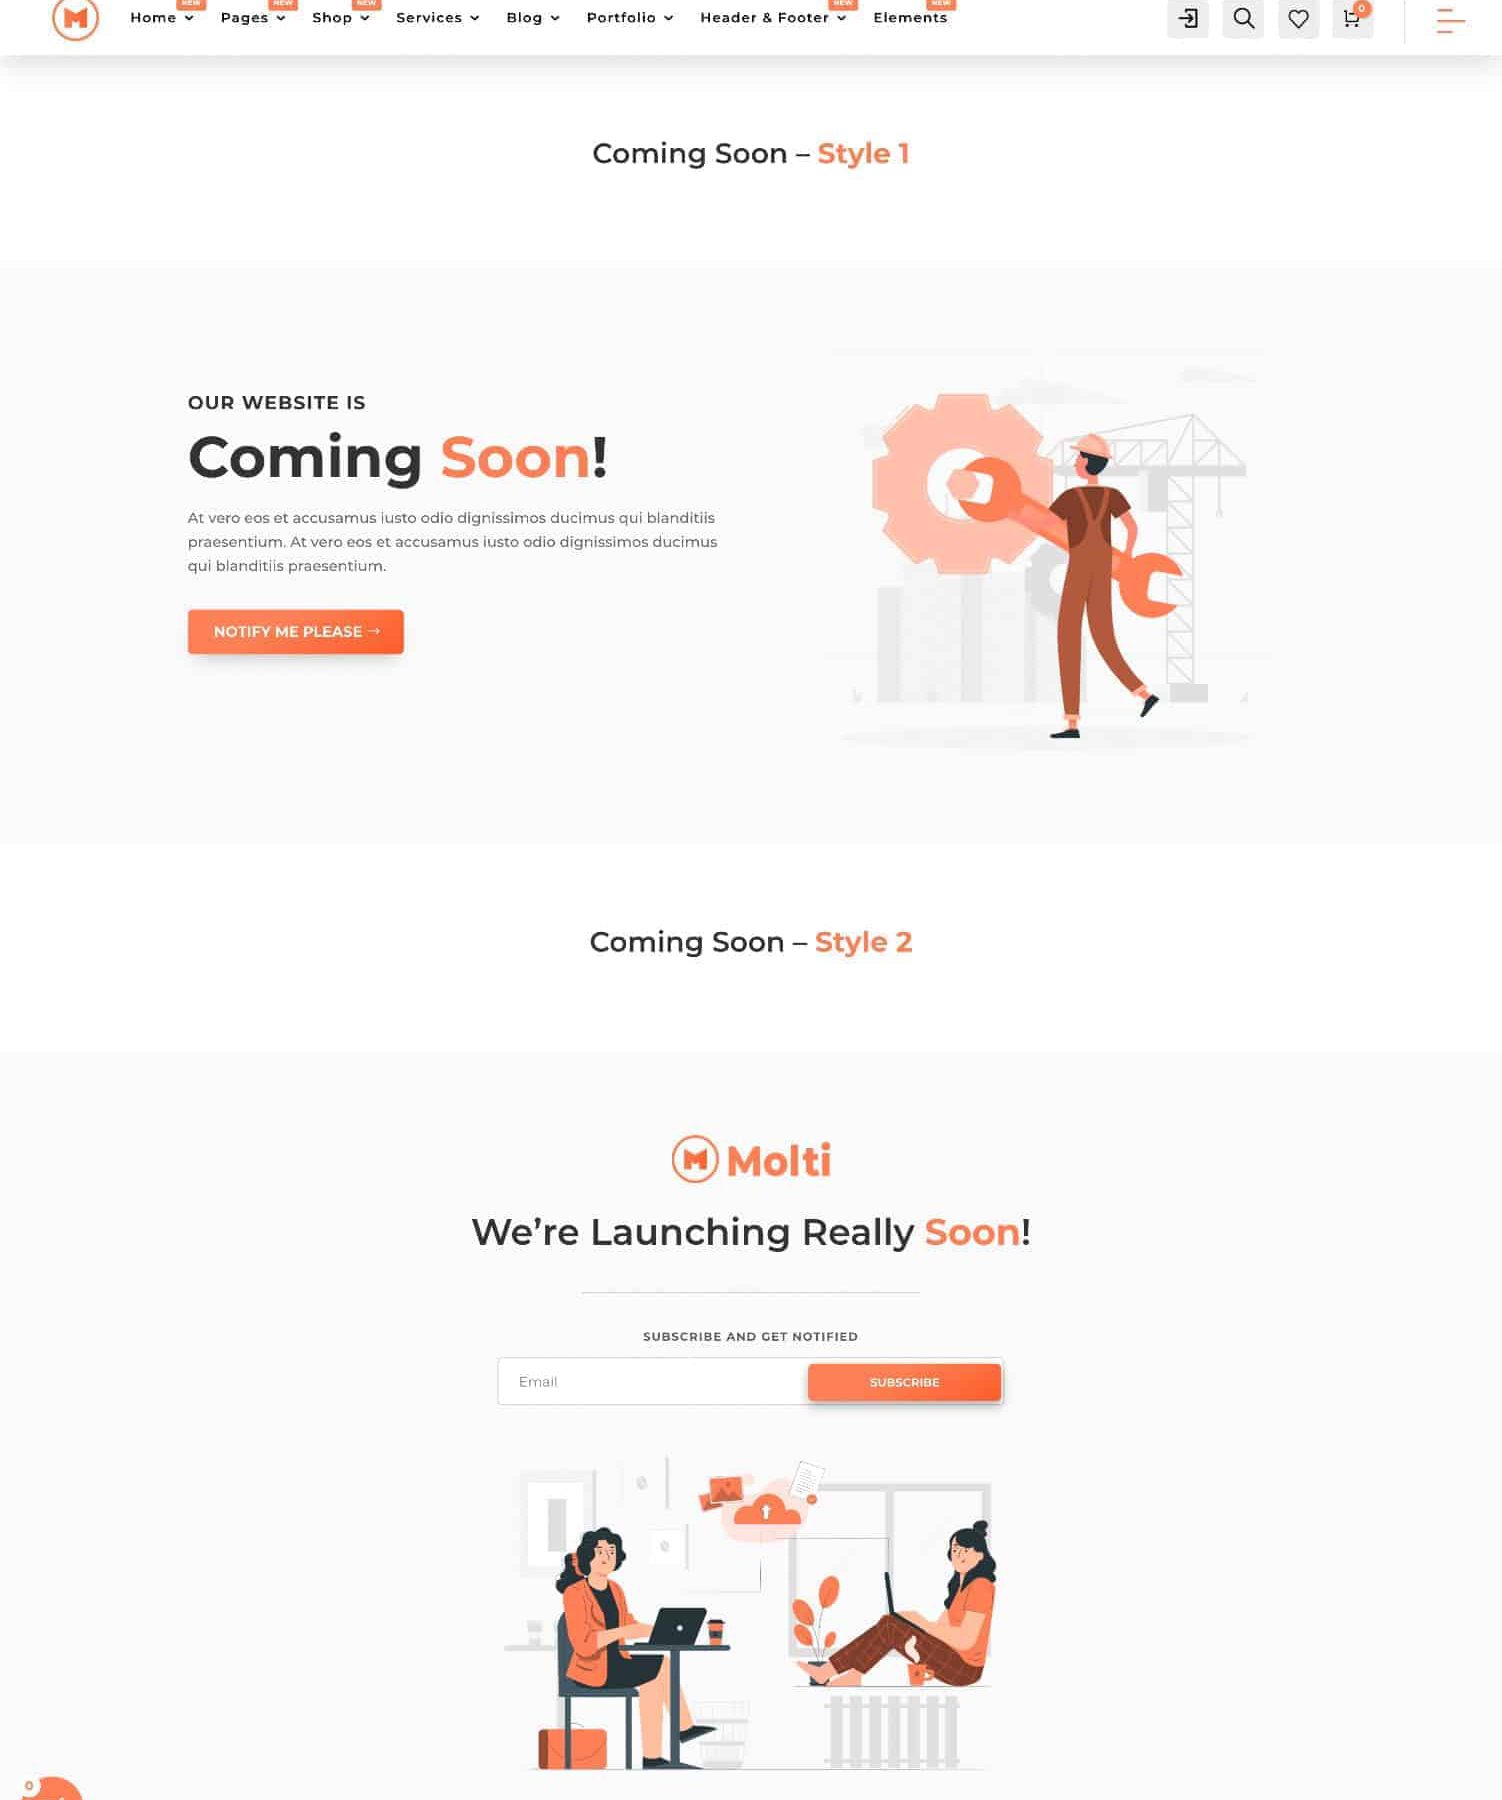 NEW NEW NEW NEW NEW
Home Pages Shop Services Blog Portfolio Header & Footer Elements
0
Coming Soon – Style 1
OUR WEBSITE IS
Coming Soon!
At vero eos et accusamus iusto odio dignissimos ducimus qui blanditiis
praesentium. At vero eos et accusamus iusto odio dignissimos ducimus
qui blanditiis praesentium.
NOTIFY ME PLEASE →
Coming Soon – Style 2
M Molti
We’re Launching Really Soon!
SUBSCRIBE AND GET NOTIFIED
Email SUBSCRIBE
0